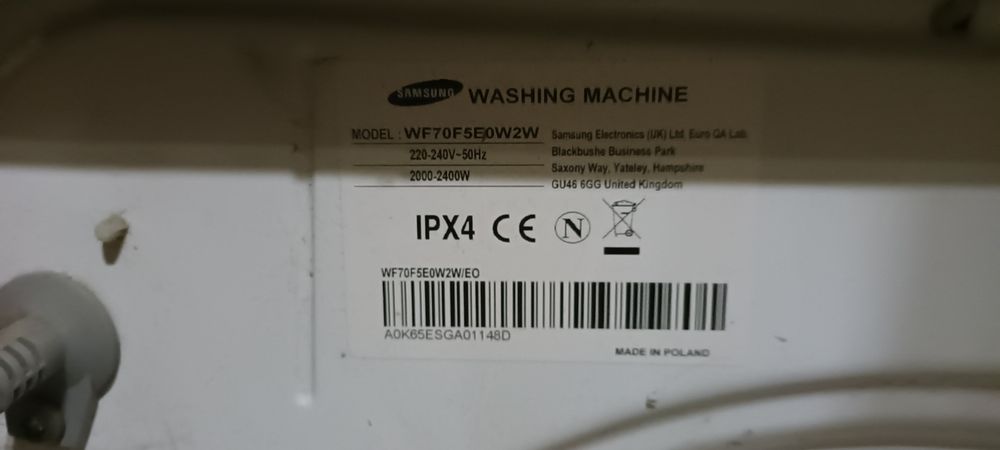 SAMSUNG WASHING MACHINE
MODEL : WF70F5E0W2W
220-240V~50Hz
2000-2400W
Samsung Electronics (UK) Ltd. Euro QA Lab.
Blackbushe Business Park
Saxony Way, Yateley, Hampshire
GU46 6GG United Kingdom
IPX4 CE N
WF70F5E0W2W/EO
A0K65ESGA01148D
MADE IN POLAND